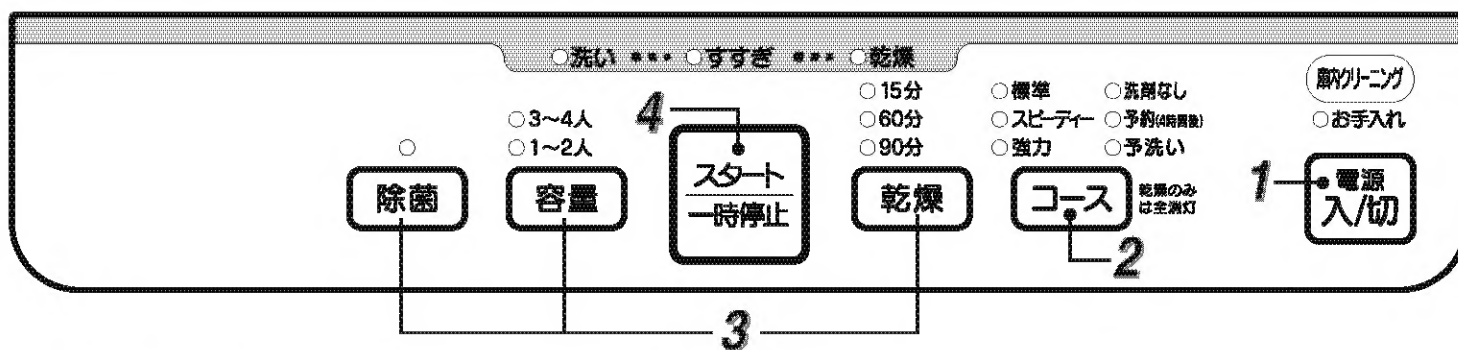 ○洗い •••• ○すすぎ ••• ○乾燥
○3～4人
○1～2人
除菌
容量
4
スタート
一時停止
○15分
○60分
○90分
乾燥
○標準
○スピーディー
○強力
○洗剤なし
○予約(4時間後)
○予洗い
コース
乾燥のみ
は全消灯
2
3
庫内クリーニング
○お手入れ
1
電源
入/切